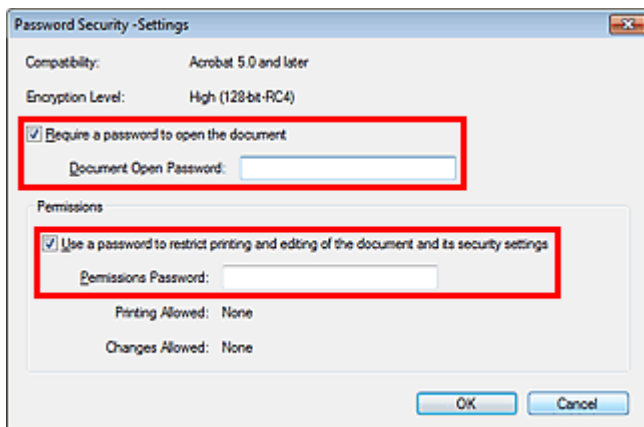 Password Security -Settings
Compatibility: Acrobat 5.0 and later
Encryption Level: High (128-bit-RC4)
Require a password to open the document
Document Open Password:
Permissions
Use a password to restrict printing and editing of the document and its security settings
Permissions Password:
Printing Allowed: None
Changes Allowed: None
OK Cancel